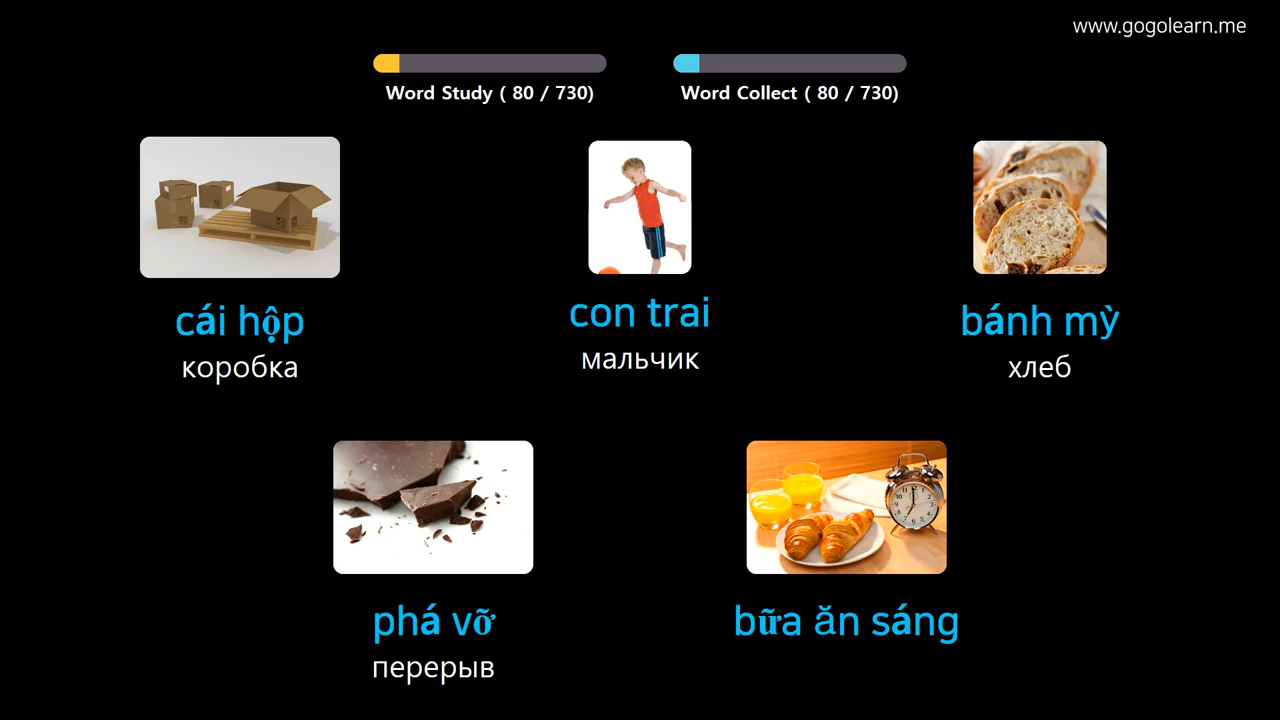 www.gogolearn.me
Word Study ( 80 / 730)
Word Collect ( 80 / 730)
cái hộp
коробка
con trai
мальчик
bánh mỳ
хлеб
phá vỡ
перерыв
bữa ăn sáng